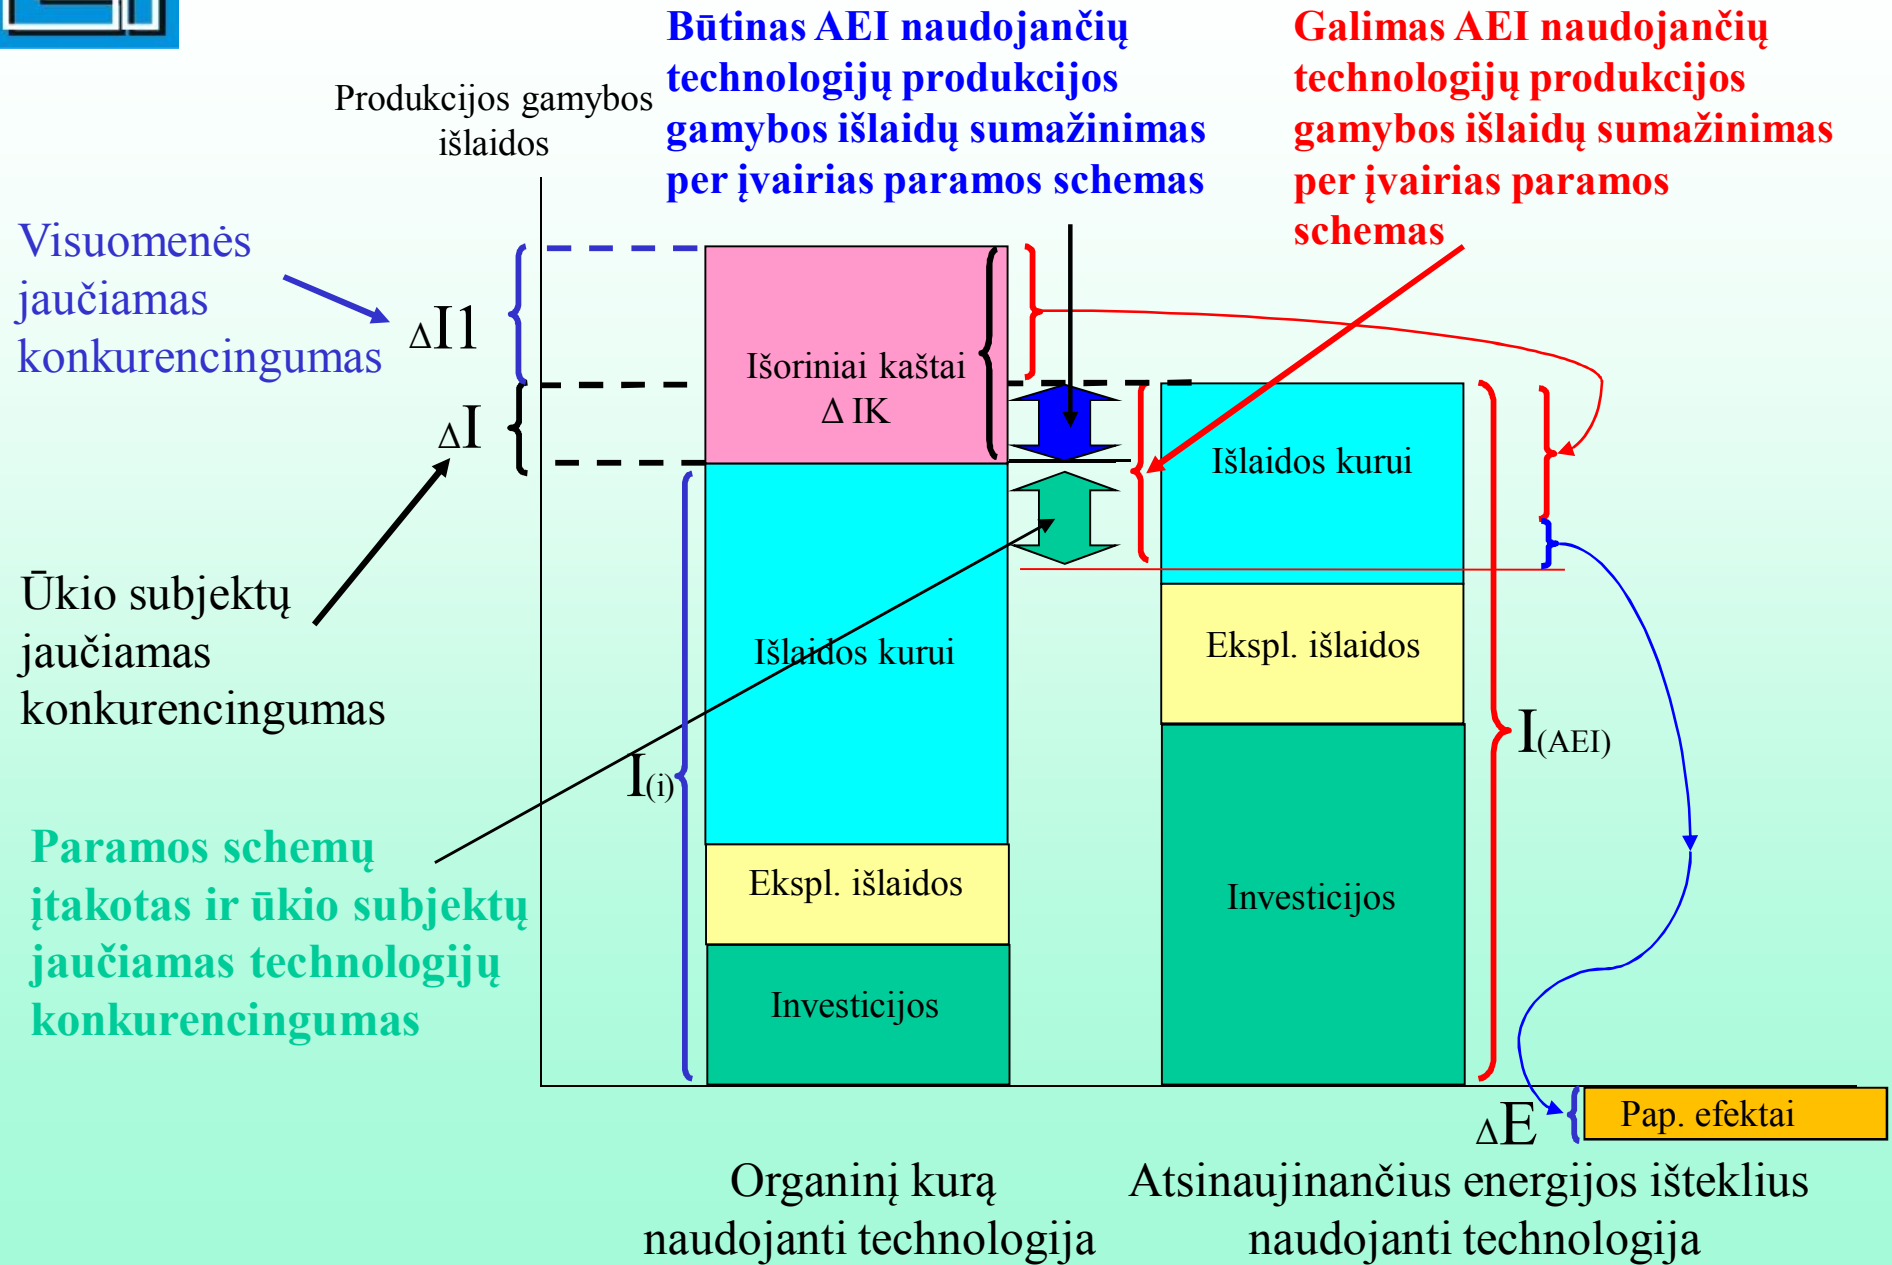 Būtinas AEI naudojančių
technologijų produkcijos
gamybos išlaidų sumažinimas
per įvairias paramos schemas
Galimas AEI naudojančių
technologijų produkcijos
gamybos išlaidų sumažinimas
per įvairias paramos
schemas
Produkcijos gamybos
išlaidos
Visuomenės
jaučiamas
konkurencingumas
ΔI1
ΔI
Ūkio subjektų
jaučiamas
konkurencingumas
Paramos schemų
įtakotas ir ūkio subjektų
jaučiamas technologijų
konkurencingumas
Išoriniai kaštai
Δ IK
Išlaidos kurui
I(i)
Ekspl. išlaidos
Investicijos
Išlaidos kurui
Ekspl. išlaidos
I(AEI)
Investicijos
ΔE
Pap. efektai
Organinį kurą
naudojanti technologija
Atsinaujinančius energijos išteklius
naudojanti technologija